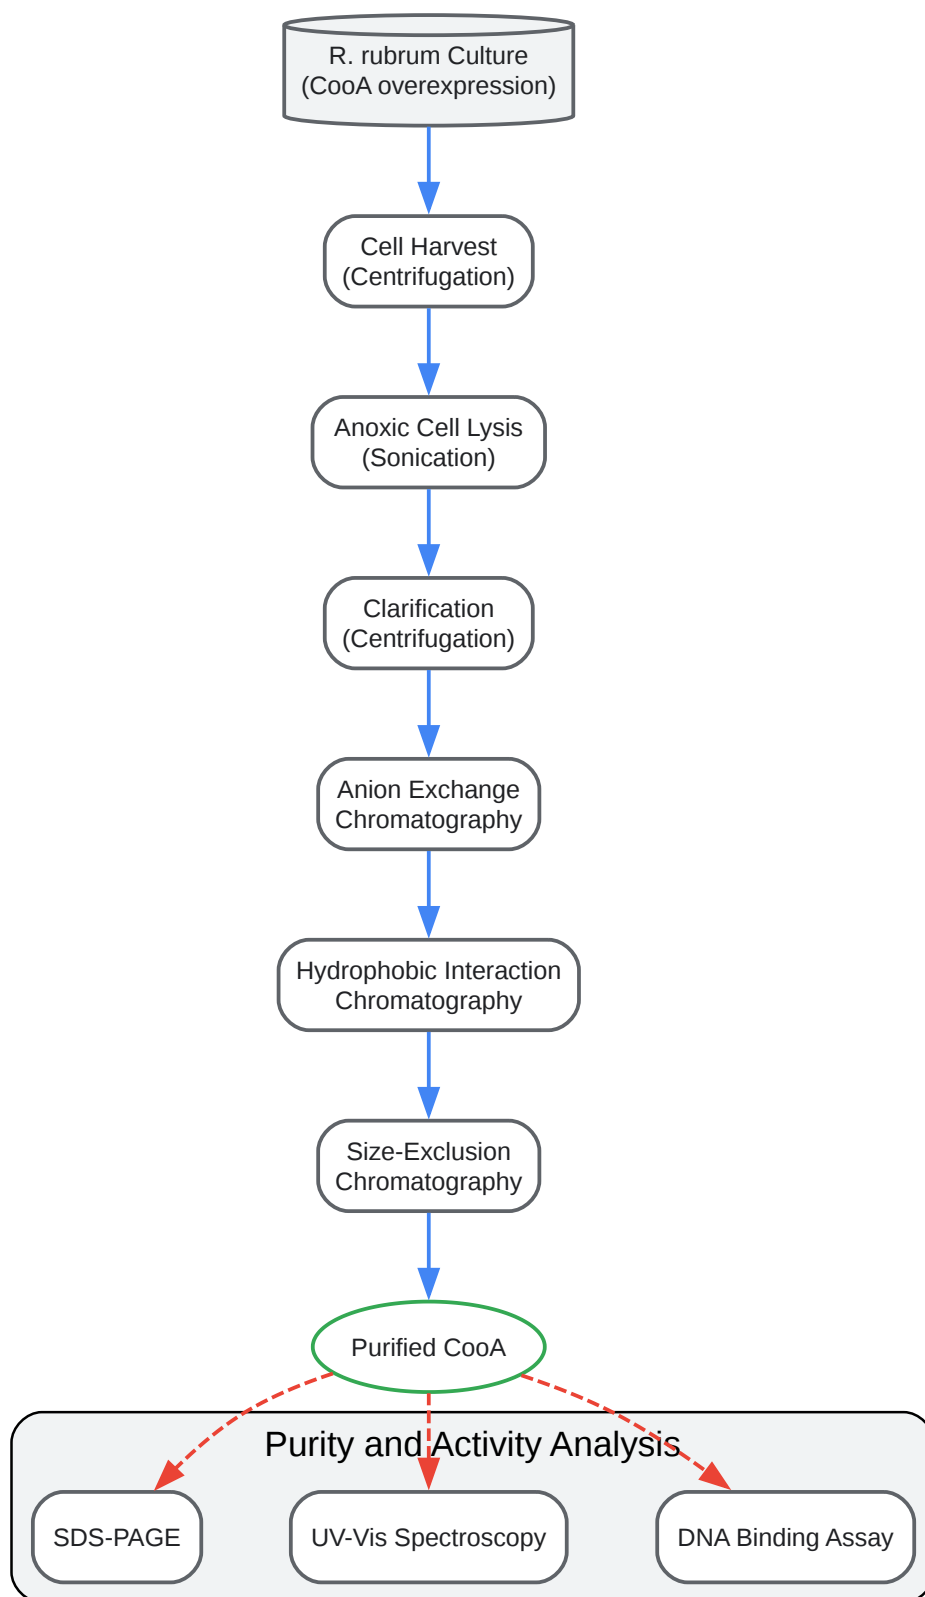 R. rubrum Culture
(CooA overexpression)
Cell Harvest
(Centrifugation)
Anoxic Cell Lysis
(Sonication)
Clarification
(Centrifugation)
Anion Exchange
Chromatography
Hydrophobic Interaction
Chromatography
Size-Exclusion
Chromatography
Purified CooA
Purity and Activity Analysis
SDS-PAGE
UV-Vis Spectroscopy
DNA Binding Assay